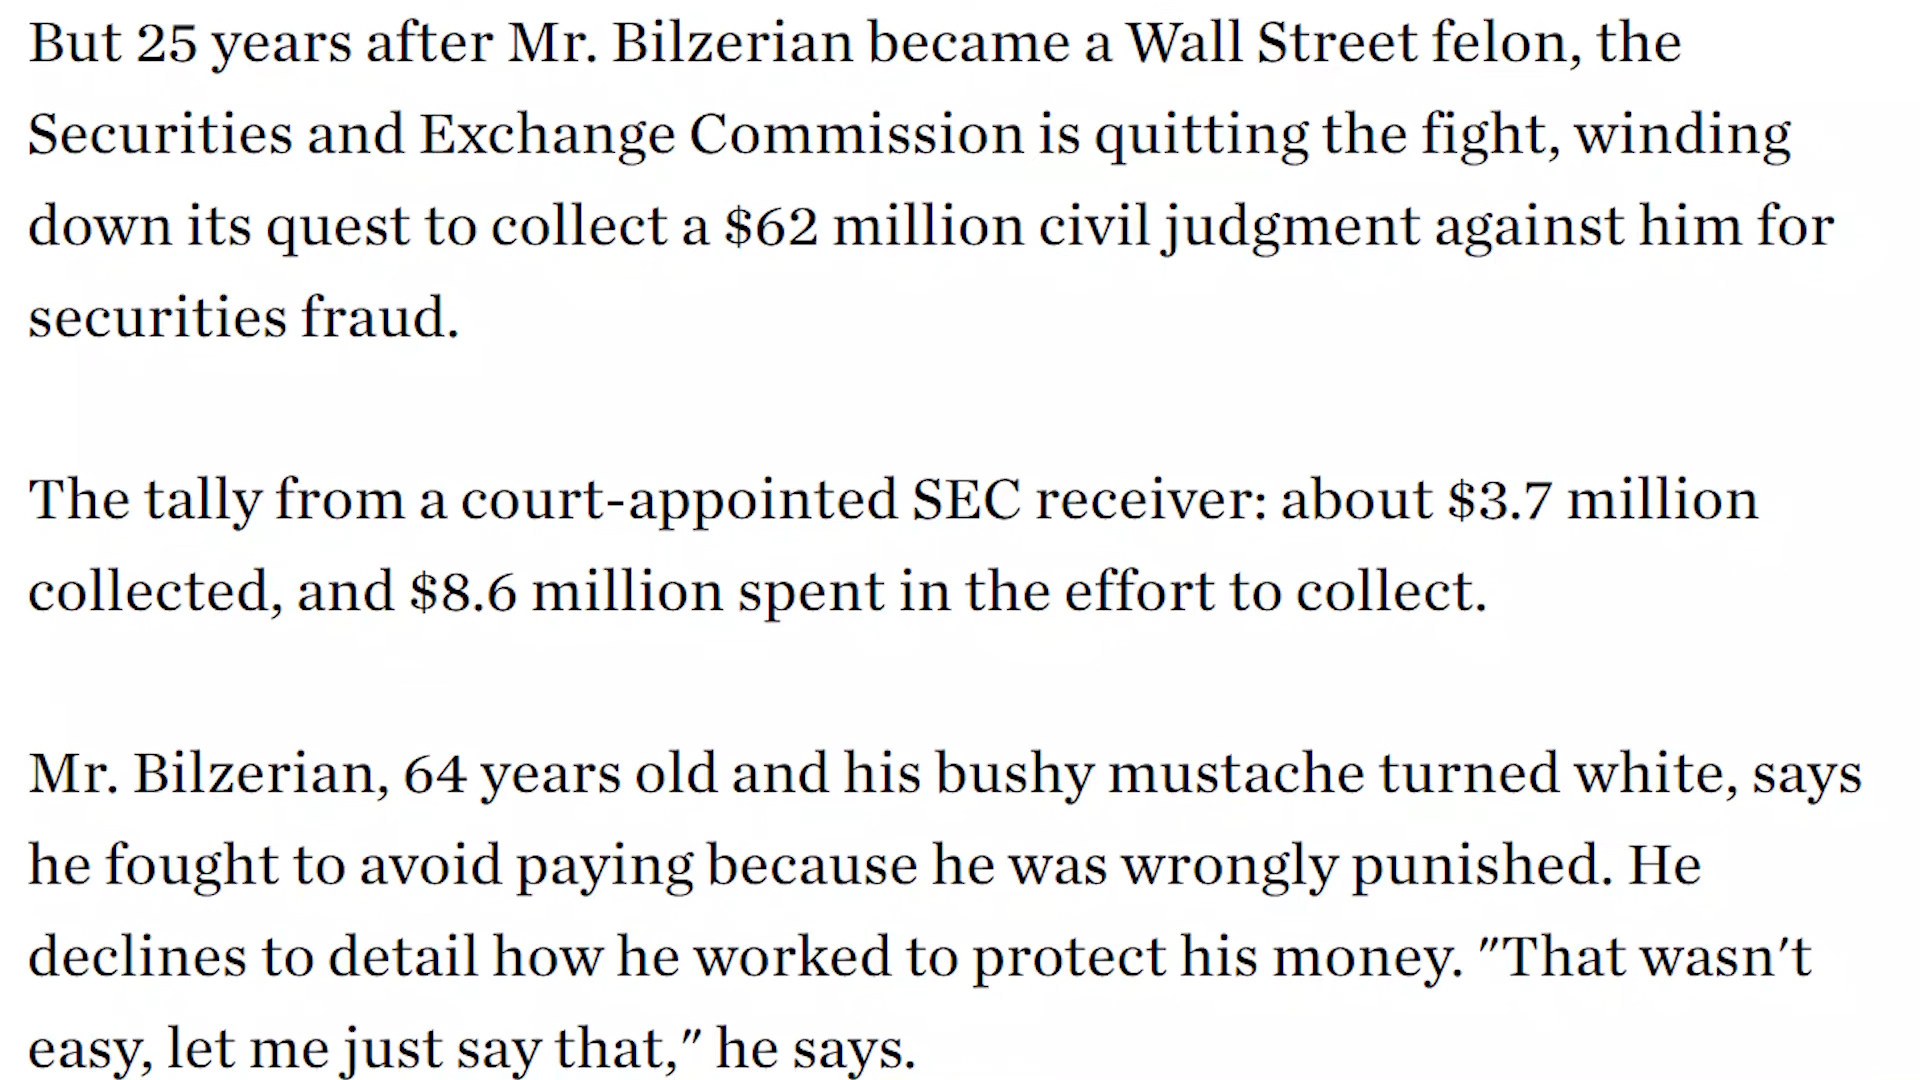 But 25 years after Mr. Bilzerian became a Wall Street felon, the
Securities and Exchange Commission is quitting the fight, winding
down its quest to collect a $62 million civil judgment against him for
securities fraud.
The tally from a court-appointed SEC receiver: about $3.7 million
collected, and $8.6 million spent in the effort to collect.
Mr. Bilzerian, 64 years old and his bushy mustache turned white, says
he fought to avoid paying because he was wrongly punished. He
declines to detail how he worked to protect his money. "That wasn't
easy, let me just say that," he says.